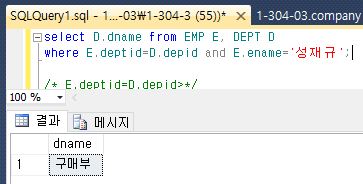 SQLQuery1.sql - 1...-03₩1-304-3 (55))*
1-304-03.company
select D.dname from EMP E, DEPT D
where E.deptid=D.depid and E.ename='성재규';
/* E.deptid=D.depid>*/
100 %
결과
메시지
dname
1
구매부